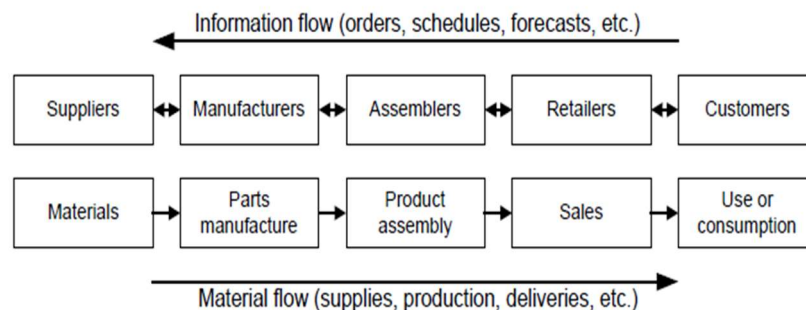 Information flow (orders, schedules, forecasts, etc.)
Suppliers
Manufacturers
Assemblers
Retailers
Customers
Materials
Parts
manufacture
Product
assembly
Sales
Use or
consumption
Material flow (supplies, production, deliveries, etc.)